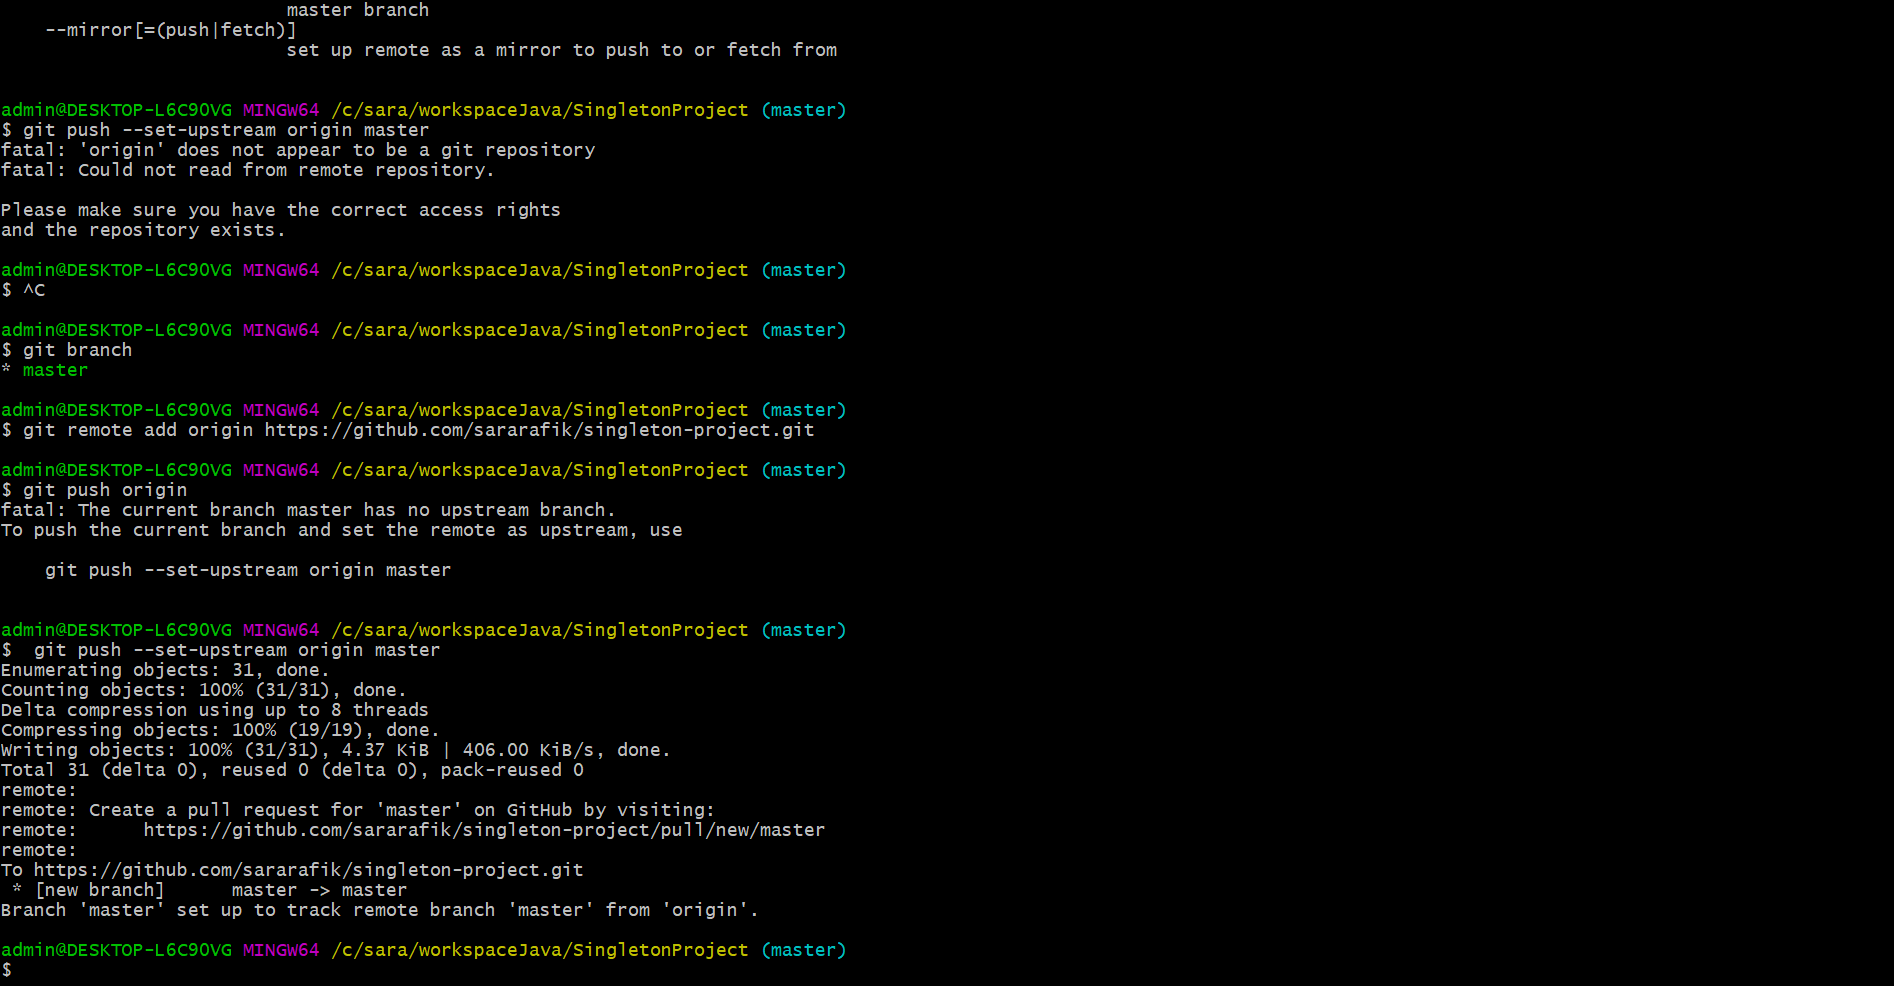 master branch
--mirror[=(push|fetch)]
set up remote as a mirror to push to or fetch from
admin@DESKTOP-L6C90VG MINGW64 /c/sara/workspaceJava/SingletonProject (master)
$ git push --set-upstream origin master
fatal: 'origin' does not appear to be a git repository
fatal: Could not read from remote repository.
Please make sure you have the correct access rights
and the repository exists.
admin@DESKTOP-L6C90VG MINGW64 /c/sara/workspaceJava/SingletonProject (master)
$ ^C
admin@DESKTOP-L6C90VG MINGW64 /c/sara/workspaceJava/SingletonProject (master)
$ git branch
* master
admin@DESKTOP-L6C90VG MINGW64 /c/sara/workspaceJava/SingletonProject (master)
$ git remote add origin https://github.com/sararafik/singleton-project.git
admin@DESKTOP-L6C90VG MINGW64 /c/sara/workspaceJava/SingletonProject (master)
$ git push origin
fatal: The current branch master has no upstream branch.
To push the current branch and set the remote as upstream, use
git push --set-upstream origin master
admin@DESKTOP-L6C90VG MINGW64 /c/sara/workspaceJava/SingletonProject (master)
$  git push --set-upstream origin master
Enumerating objects: 31, done.
Counting objects: 100% (31/31), done.
Delta compression using up to 8 threads
Compressing objects: 100% (19/19), done.
Writing objects: 100% (31/31), 4.37 KiB | 406.00 KiB/s, done.
Total 31 (delta 0), reused 0 (delta 0), pack-reused 0
remote:
remote: Create a pull request for 'master' on GitHub by visiting:
remote:      https://github.com/sararafik/singleton-project/pull/new/master
remote:
To https://github.com/sararafik/singleton-project.git
* [new branch]      master -> master
Branch 'master' set up to track remote branch 'master' from 'origin'.
admin@DESKTOP-L6C90VG MINGW64 /c/sara/workspaceJava/SingletonProject (master)
$